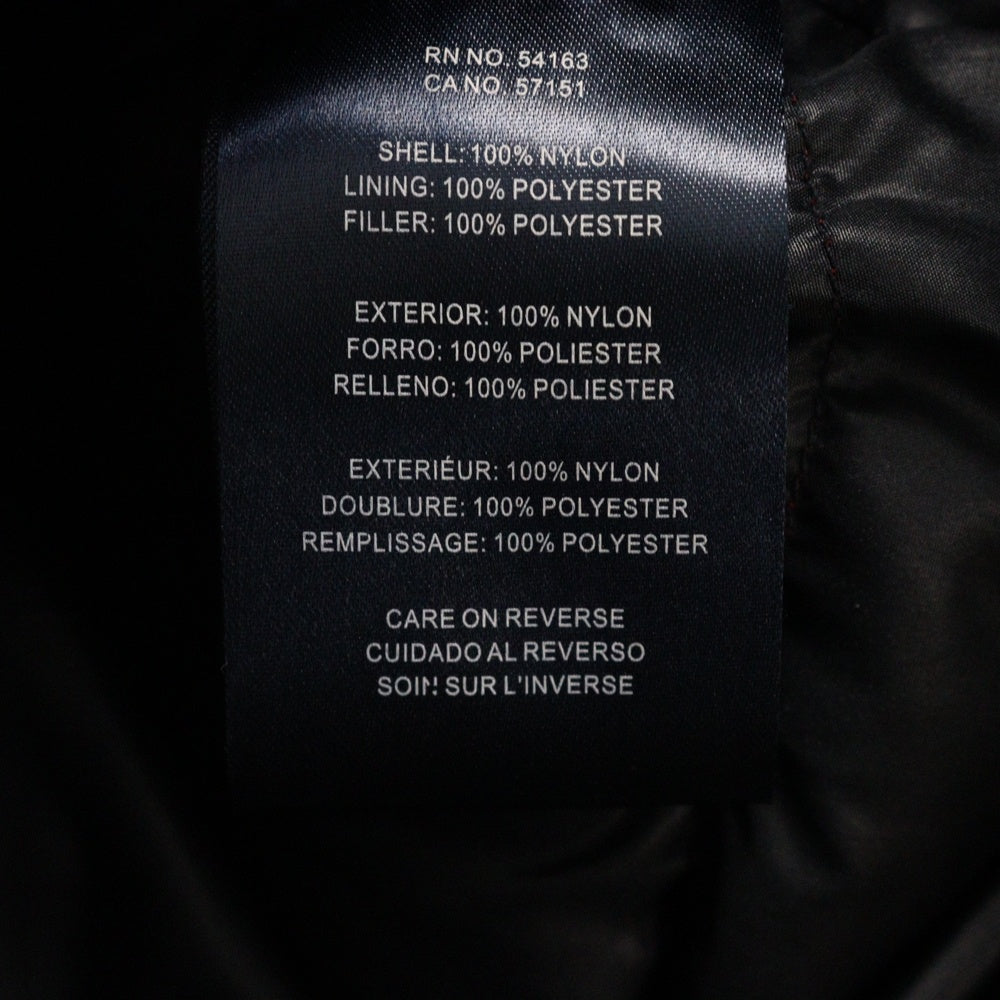 RN NO. 54163
CA NO. 57151
SHELL: 100% NYLON
LINING: 100% POLYESTER
FILLER: 100% POLYESTER
EXTERIOR: 100% NYLON
FORRO: 100% POLIESTER
RELLENO: 100% POLIESTER
EXTERIÉUR: 100% NYLON
DOUBLURE: 100% POLYESTER
REMPLISSAGE: 100% POLYESTER
CARE ON REVERSE
CUIDADO AL REVERSO
SOIN SUR L'INVERSE